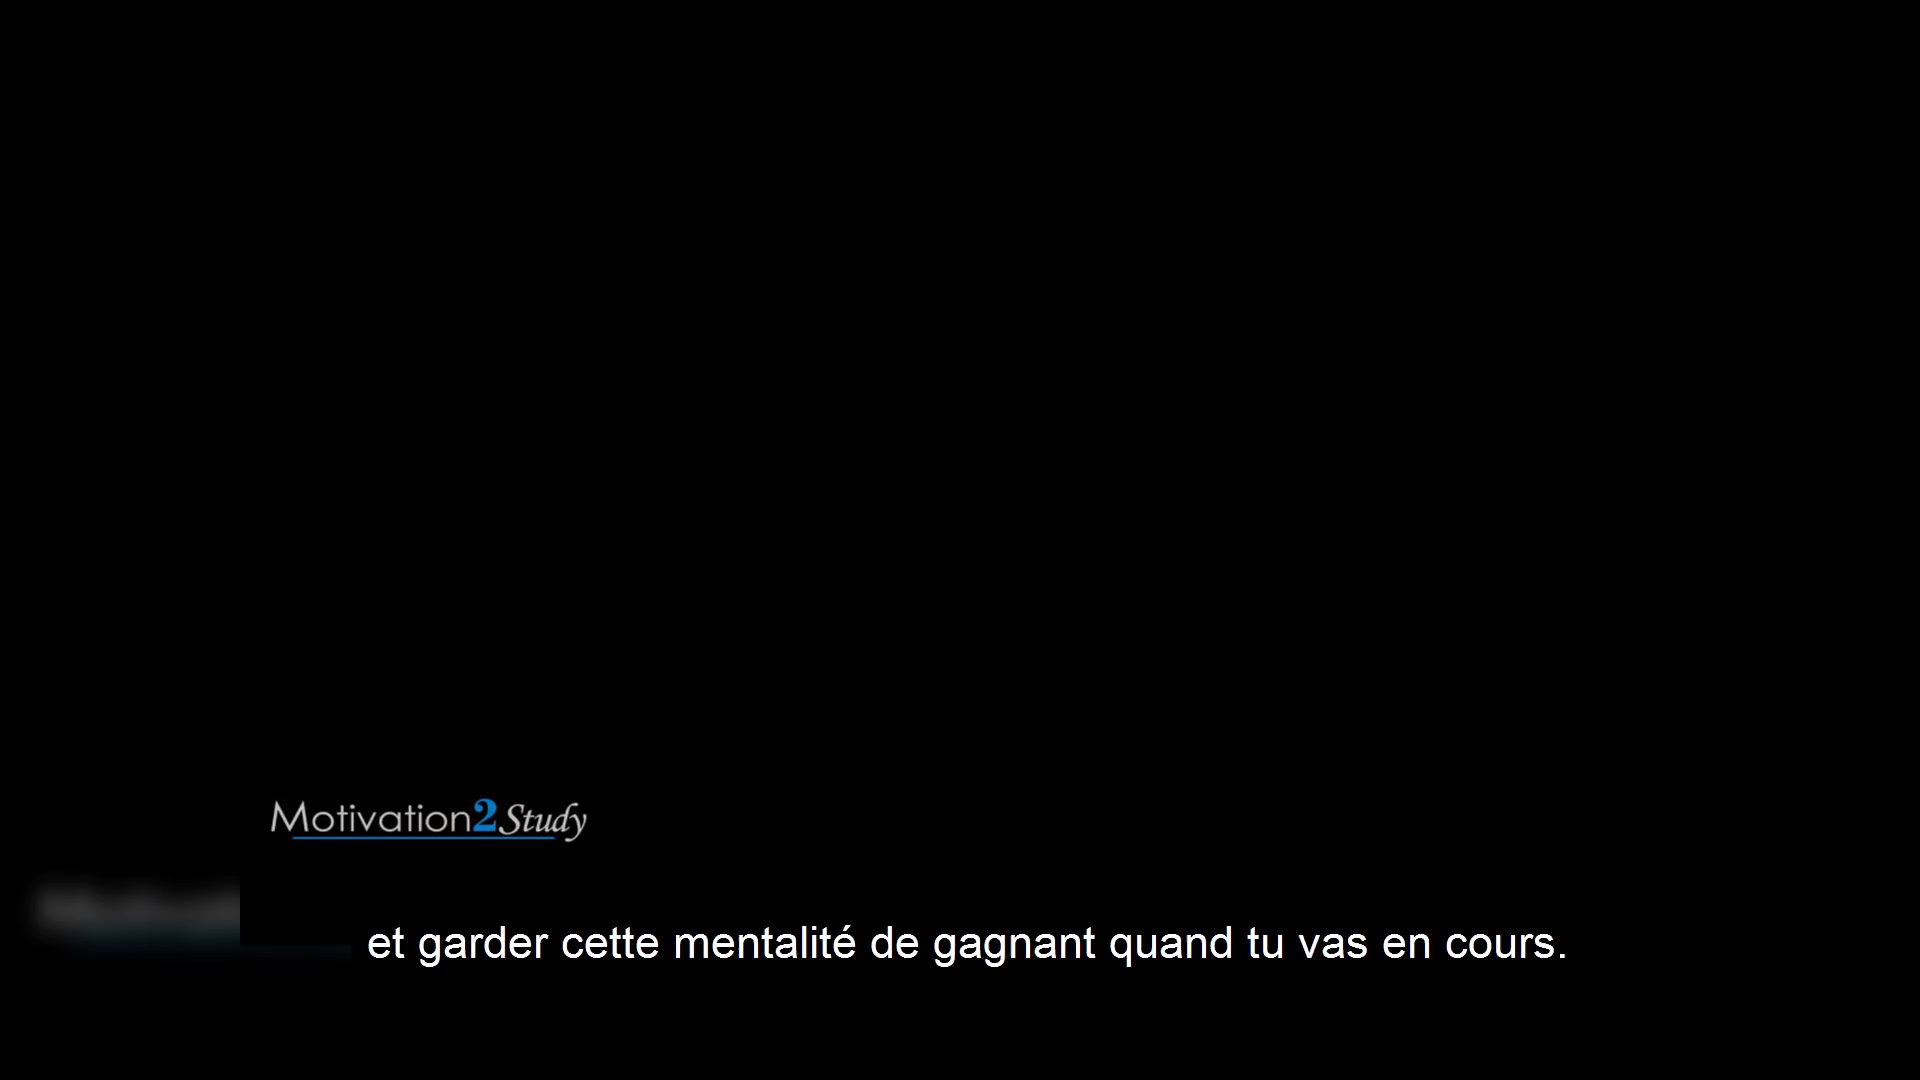 Motivation2Study
et garder cette mentalité de gagnant quand tu vas en cours.